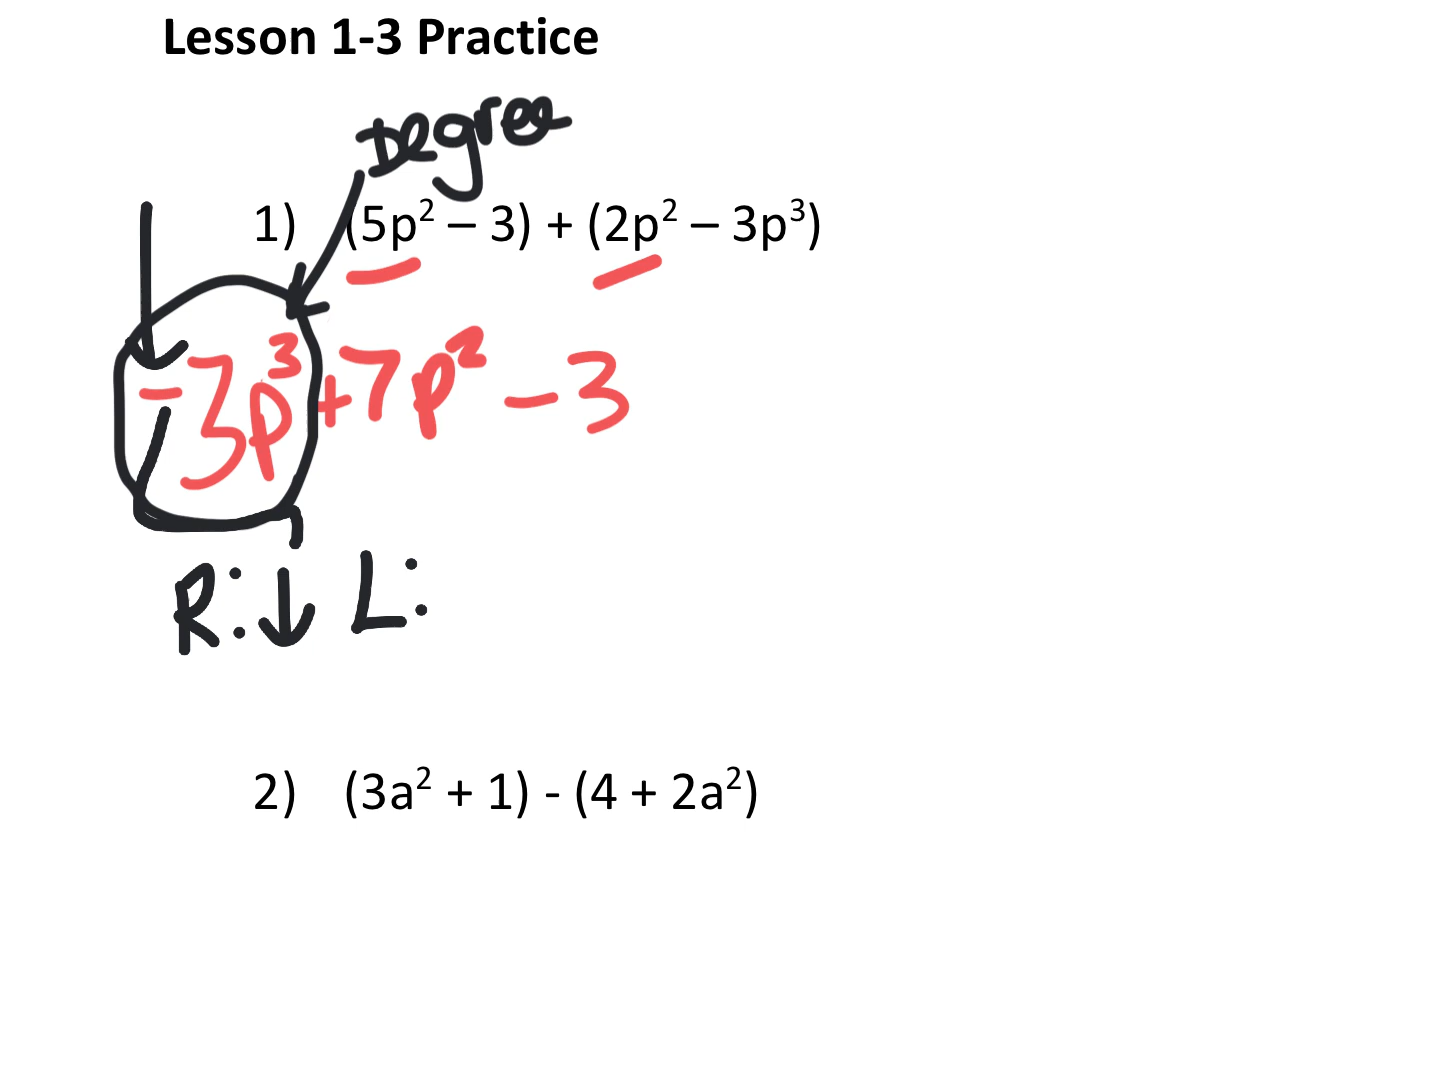 Lesson 1-3 Practice
Degree
1) (5p² – 3) + (2p² – 3p³)
-3p³+7p² -3
R:↓ L:
2) (3a² + 1) - (4 + 2a²)